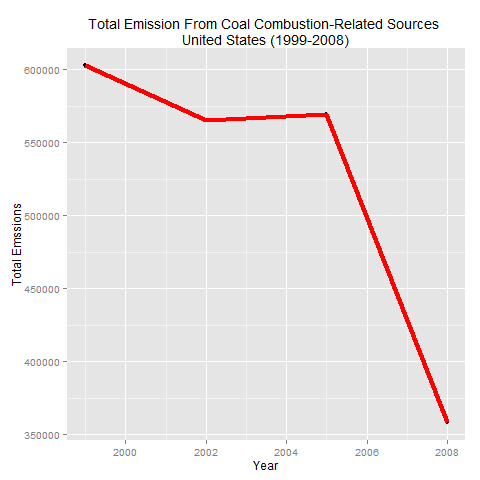 Total Emission From Coal Combustion-Related Sources
United States (1999-2008)
Total Emssions
600000
550000
500000
450000
400000
350000
2000
2002
2004
2006
2008
Year